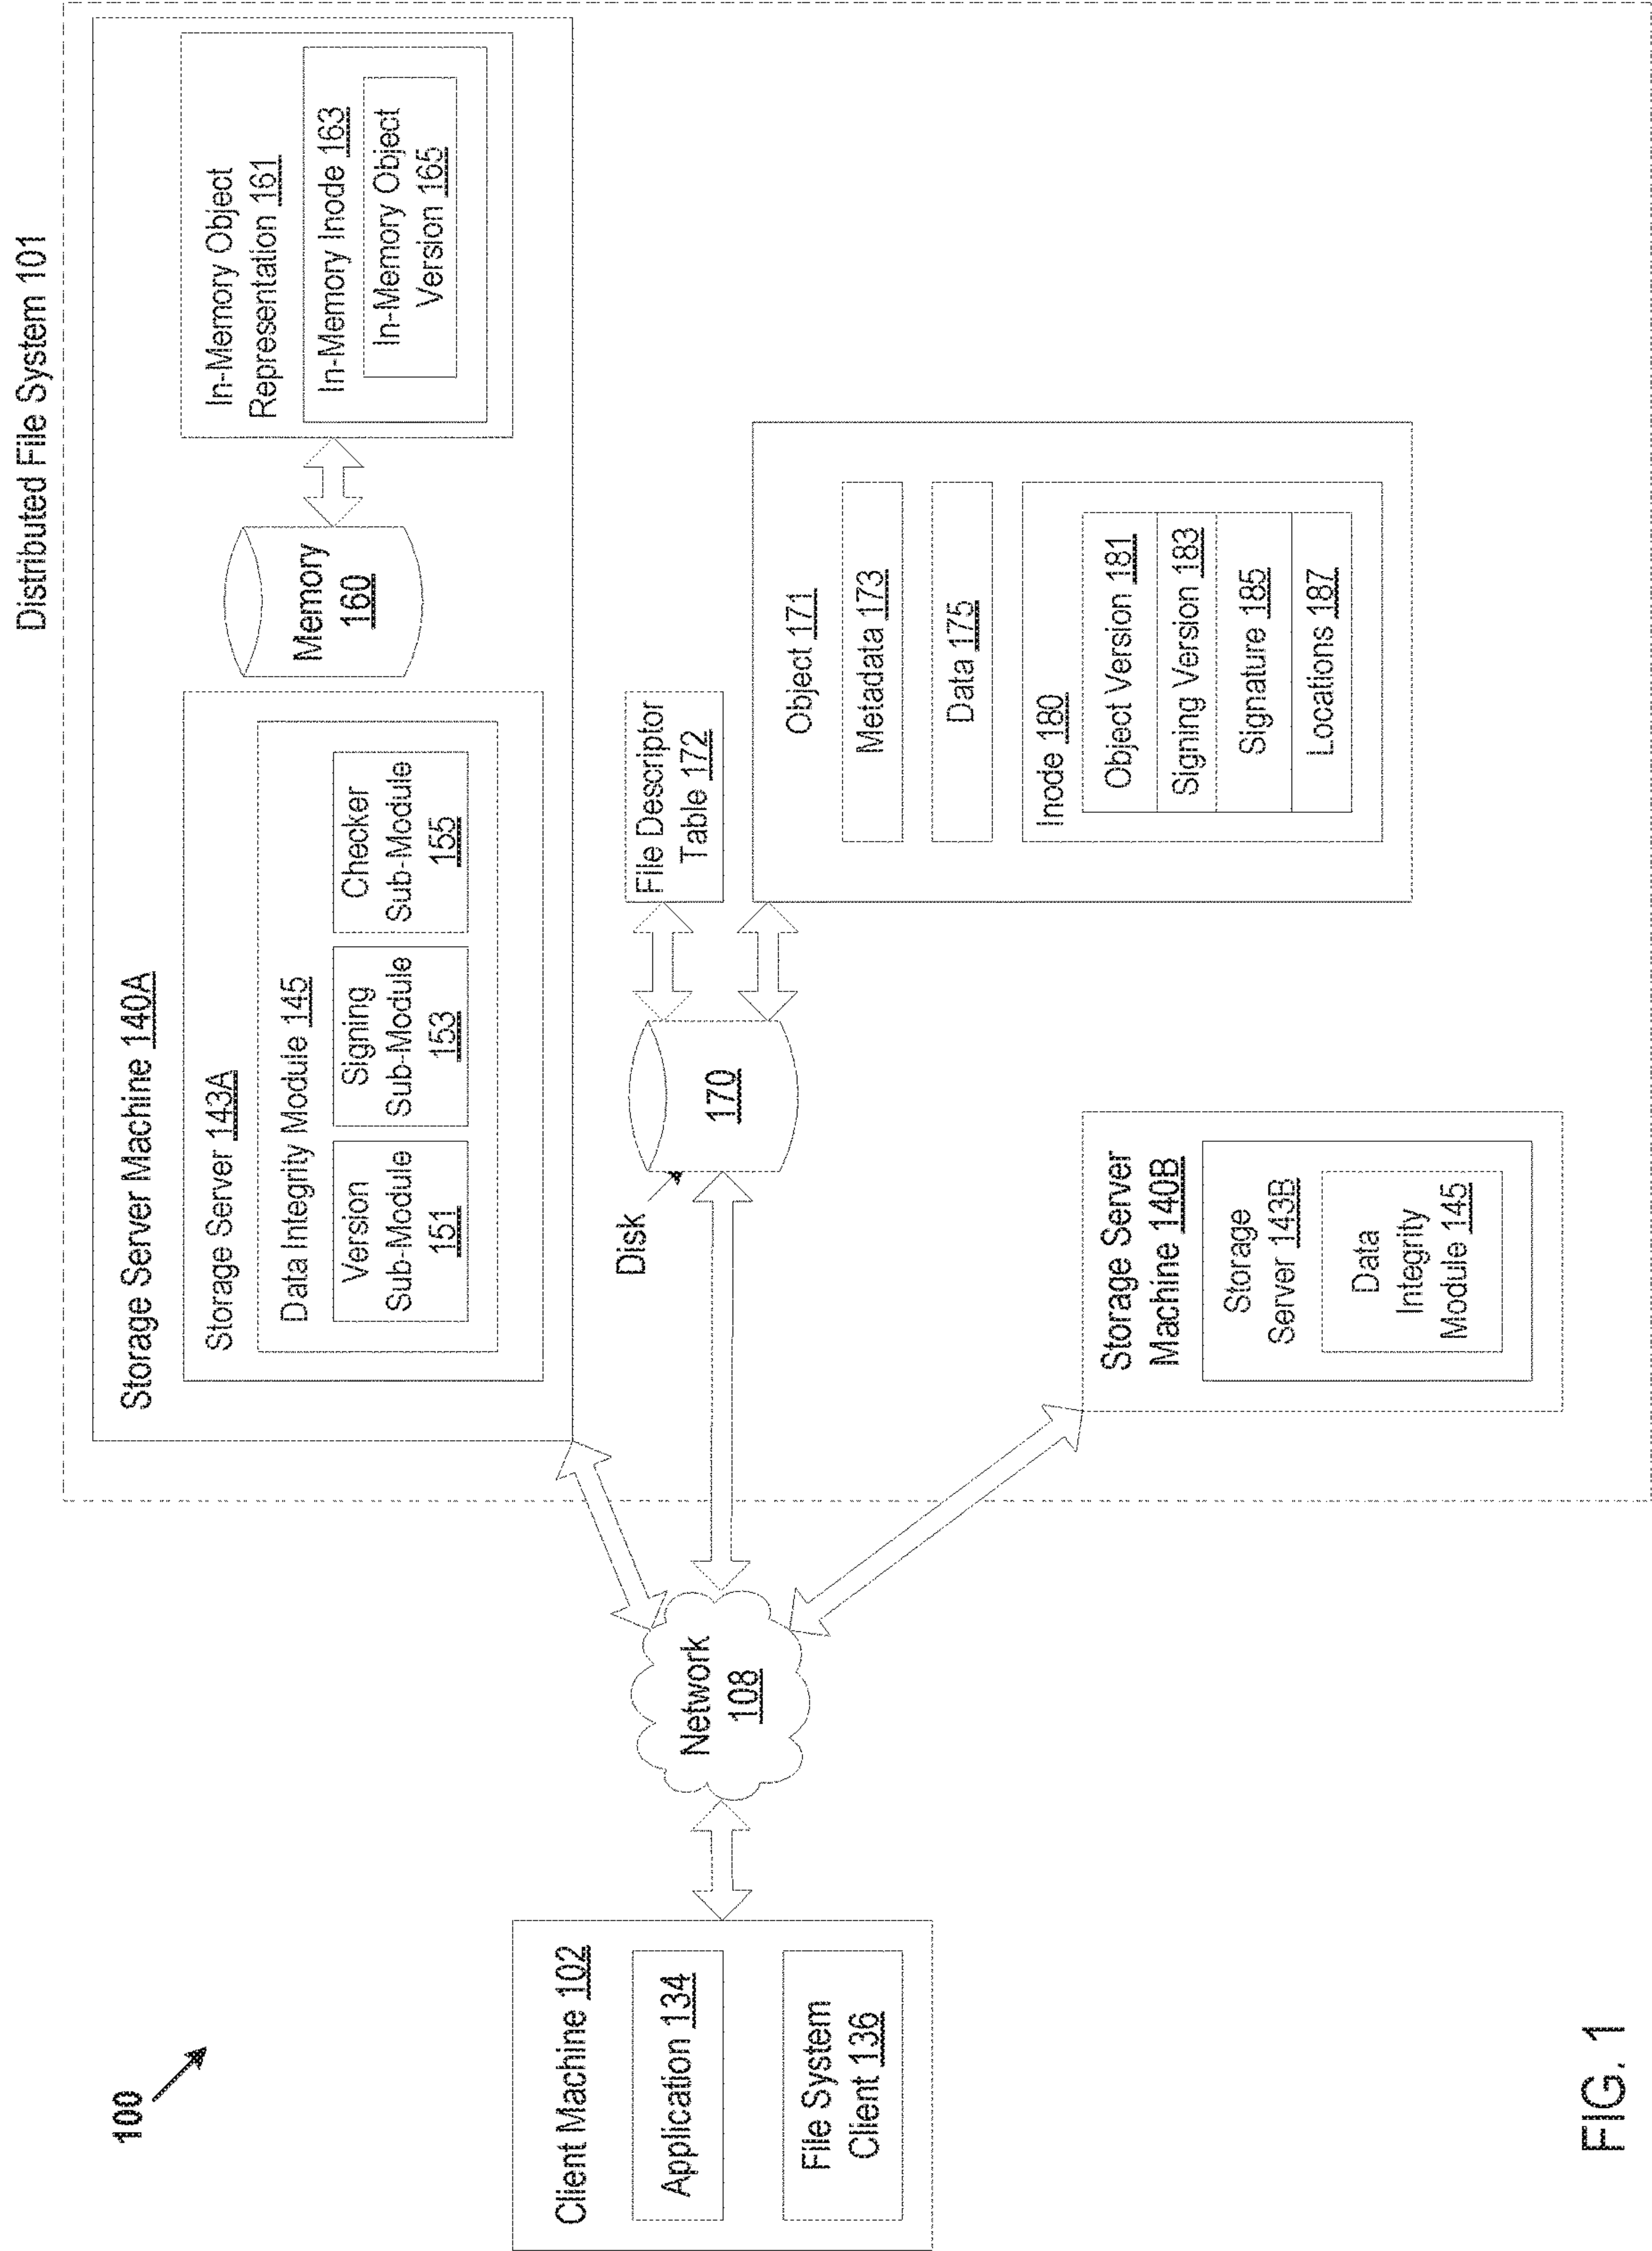 Distributed File System 101
100
Storage Server Machine 140A
Storage Server 143A
Data Integrity Module 145
Version
Sub-Module
151
Signing
Sub-Module
153
Checker
Sub-Module
155
Memory
160
In-Memory Object
Representation 161
In-Memory Inode 163
In-Memory Object
Version 165
Client Machine 102
Application 134
File System
Client 136
Network
108
Disk
170
File Descriptor
Table 172
Object 171
Metadata 173
Data 175
Inode 180
Object Version 181
Signing Version 183
Signature 185
Locations 187
Storage Server
Machine 140B
Storage
Server 143B
Data
Integrity
Module 145
FIG. 1